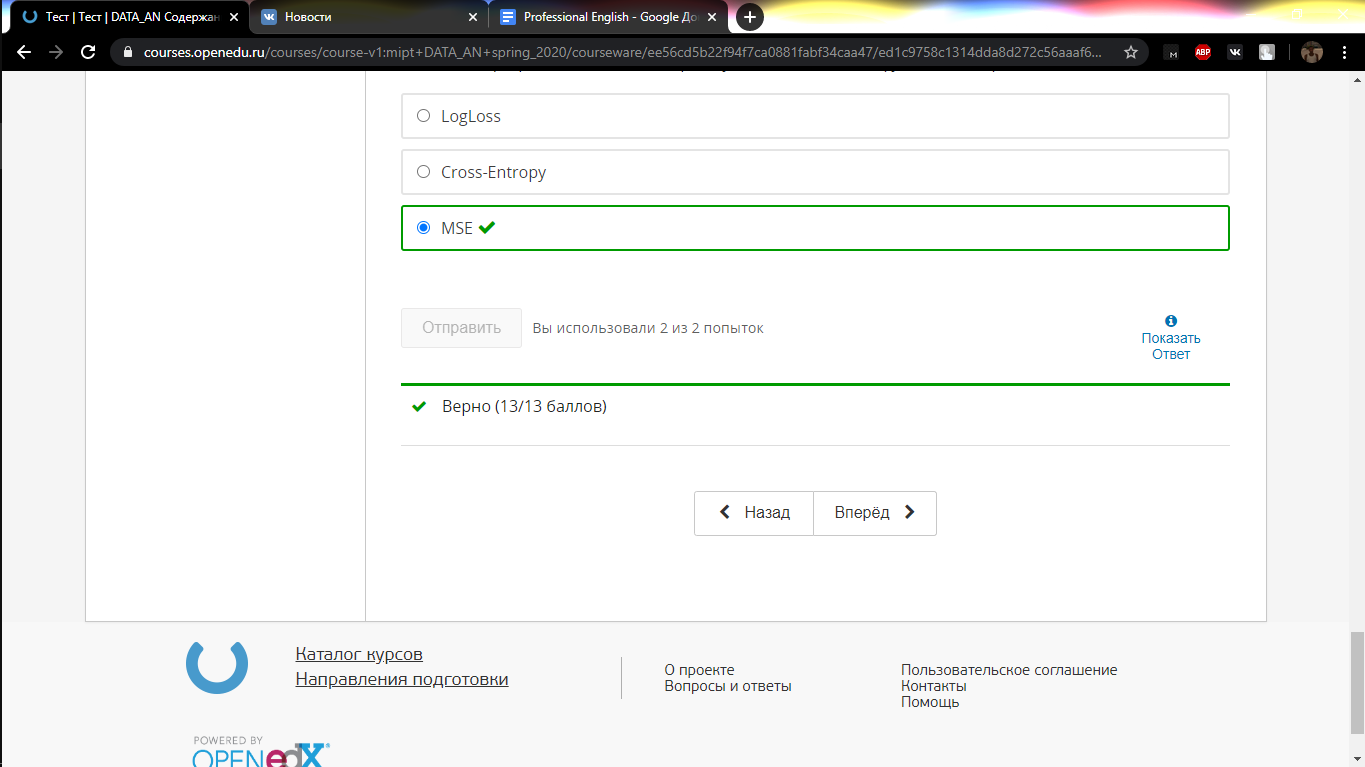 Тест | Тест | DATA_AN Содержан
Новости
Professional English - Google До
courses.openedu.ru/courses/course-v1:mipt+DATA_AN+spring_2020/courseware/ee56cd5b22f94f7ca0881fabf34caa47/ed1c9758c1314dda8d272c56aaaf6...
M
ABP
LogLoss
Cross-Entropy
MSE
Отправить
Вы использовали 2 из 2 попыток
Показать
Ответ
Верно (13/13 баллов)
Назад
Вперёд
Каталог курсов
Направления подготовки
О проекте
Вопросы и ответы
Пользовательское соглашение
Контакты
Помощь
POWERED BY
OPEN edX